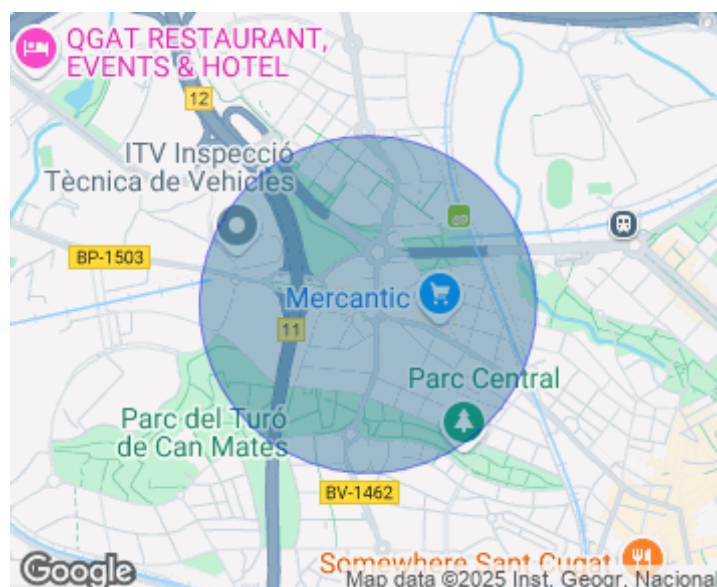 QGAT RESTAURANT,
EVENTS & HOTEL
12
ITV Inspecció
Tècnica de Vehicles
BP-1503
Mercantic
11
Parc Central
Parc del Turó
de Can Mates
BV-1462
Somewhere Sant Cugat
Google
Map data ©2025 Inst. Geogr. Nacional